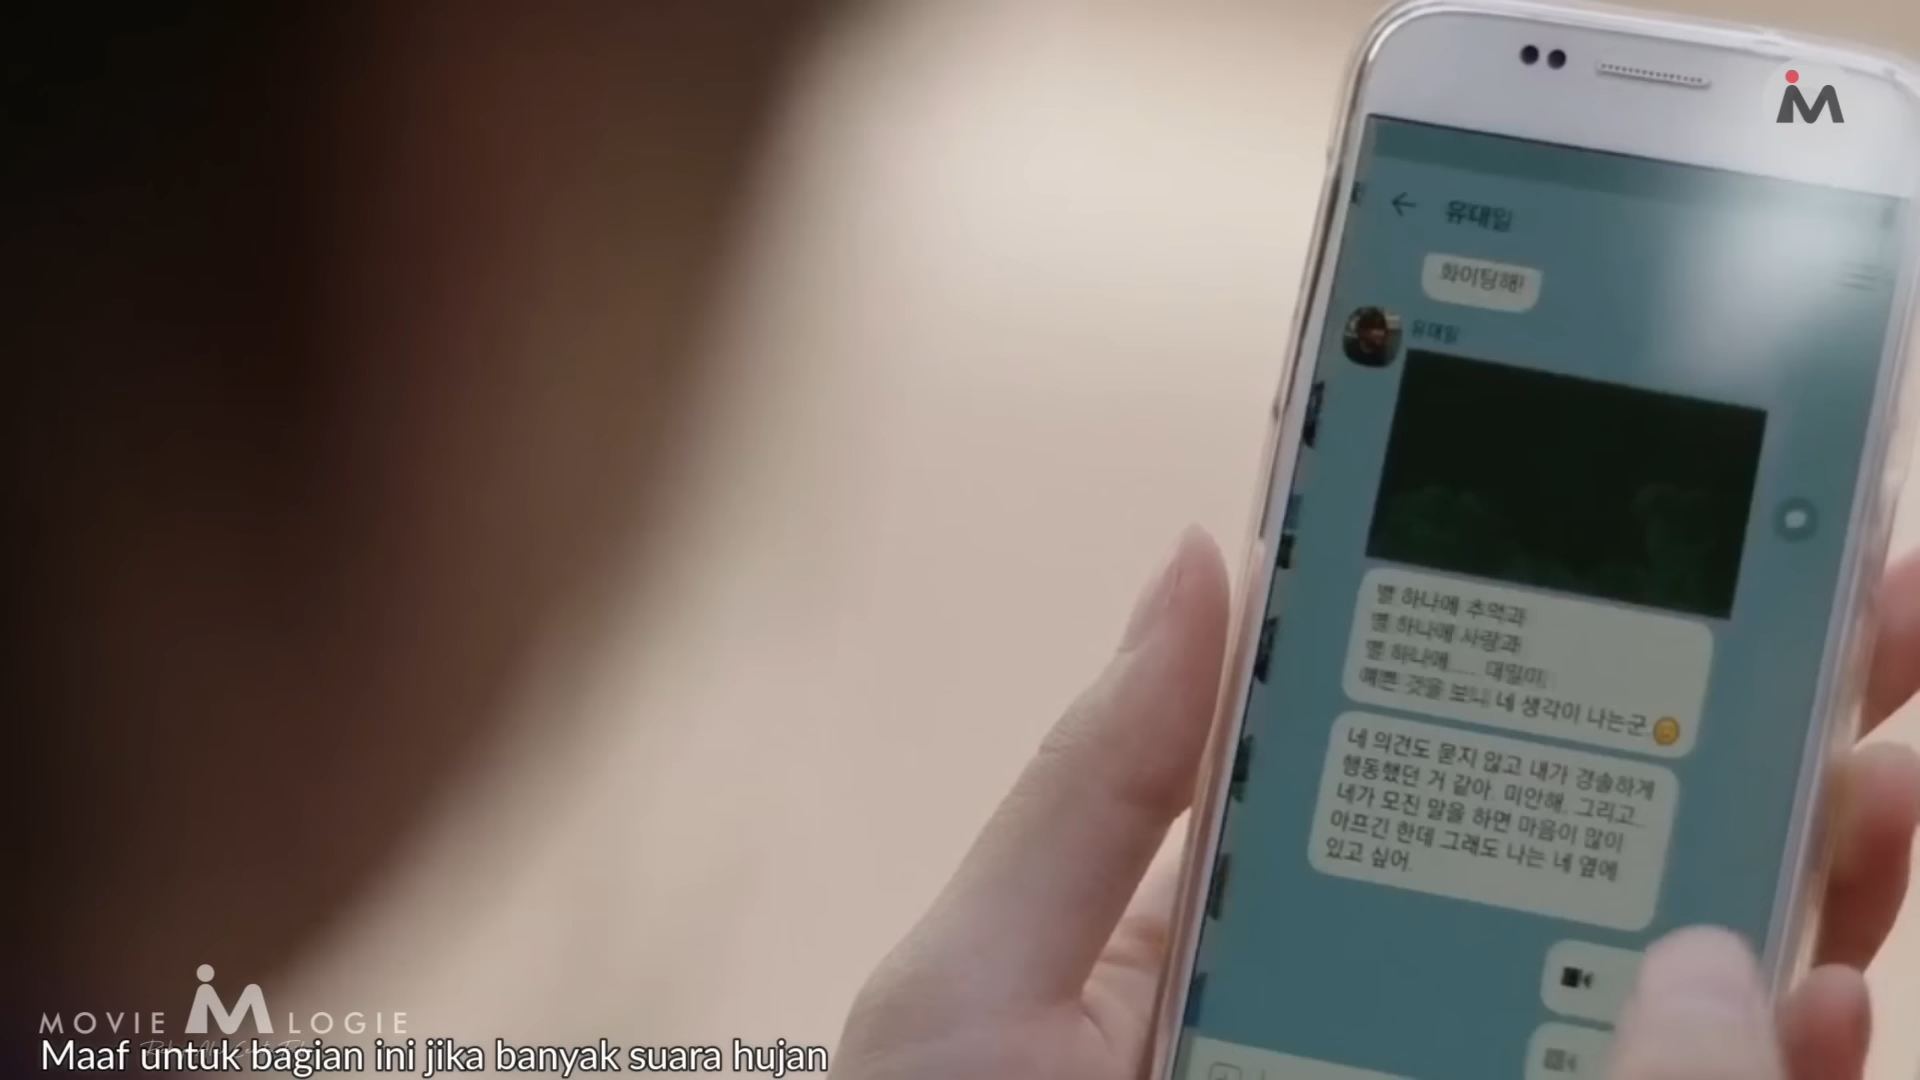 유대일
화이팅해!
유대일
별 하나에 추억과
별 하나에 사랑과
별 하나에..... 대일이
예쁜 것을 보니 네 생각이 나는군
네 의견도 묻지 않고 내가 경솔하게
행동했던 거 같아. 미안해. 그리고..
네가 모진 말을 하면 마음이 많이
아프긴 한데 그래도 나는 네 옆에
있고 싶어.
MOVIE M LOGIE
Maaf untuk bagian ini jika banyak suara hujan